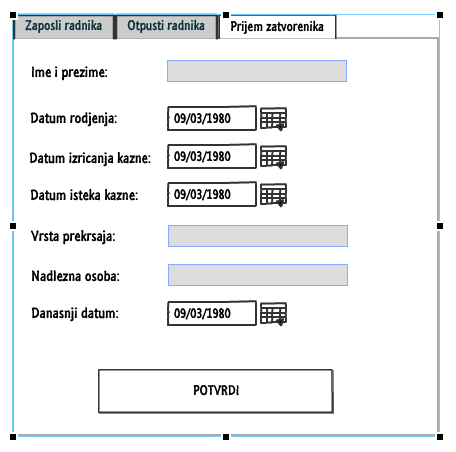 Zaposli radnika Otpusti radnika Prijem zatvorenika
Ime i prezime:
Datum rodjenja: 09/03/1980
Datum izricanja kazne: 09/03/1980
Datum isteka kazne: 09/03/1980
Vrsta prekrsaja:
Nadlezna osoba:
Danasnji datum: 09/03/1980
POTVRDI